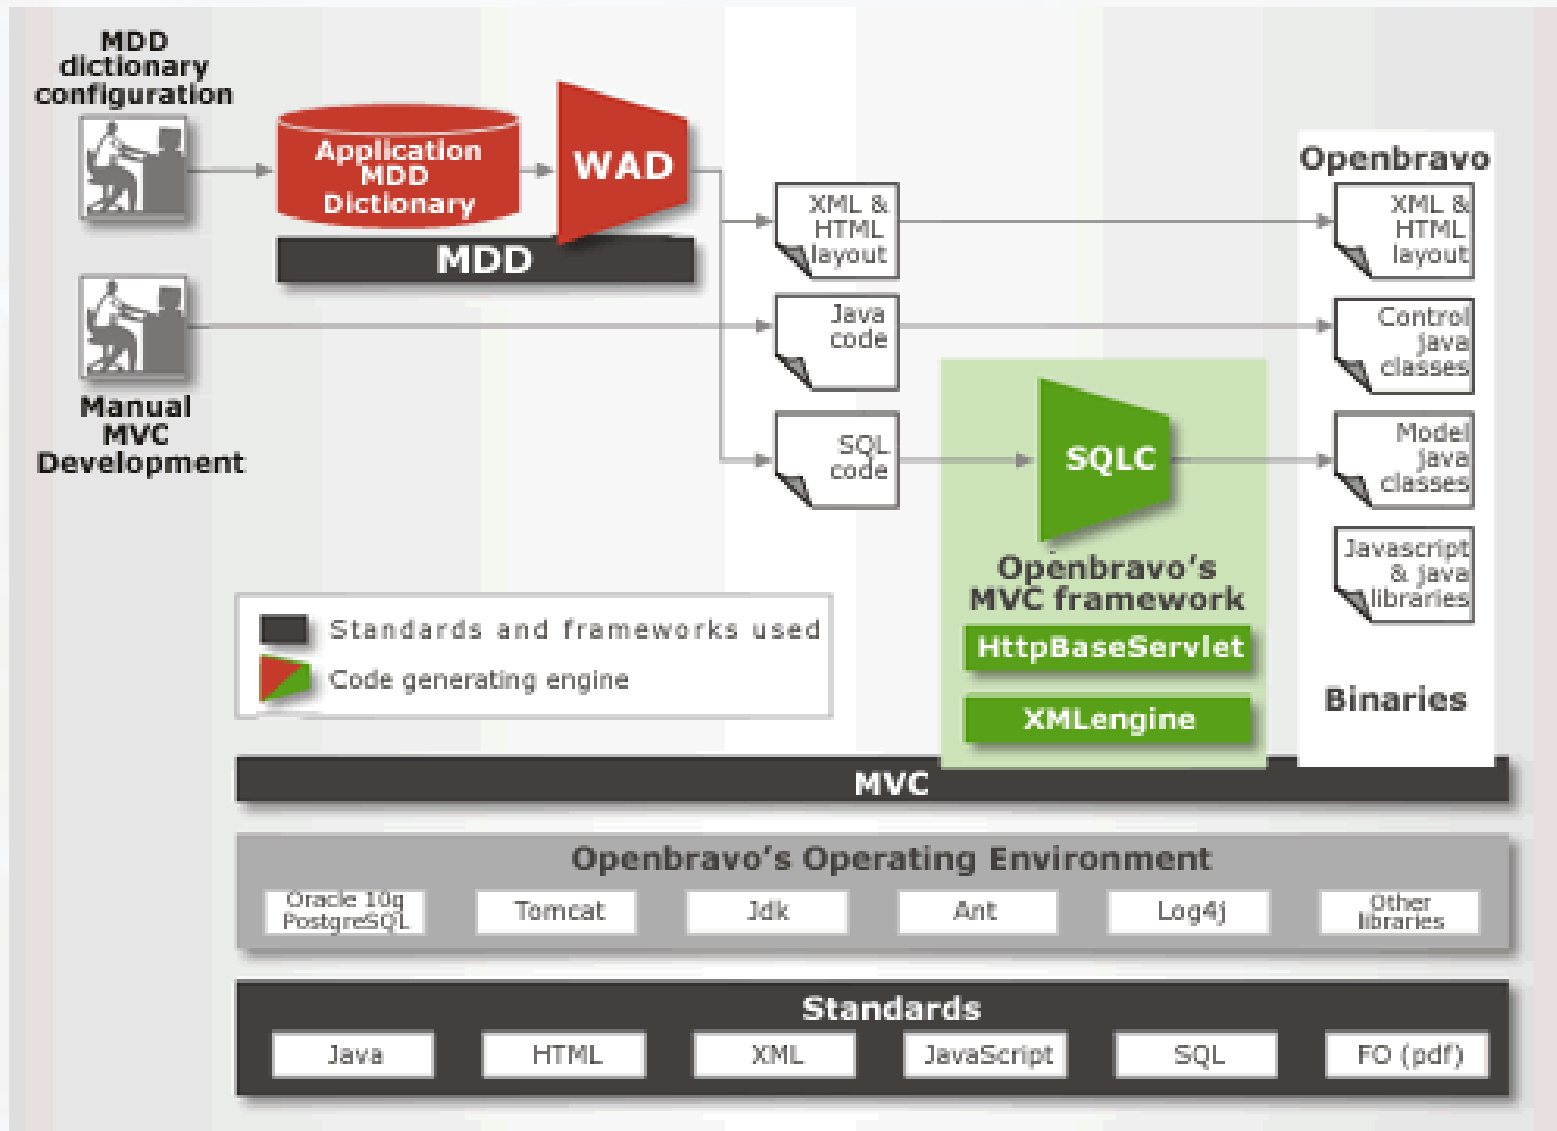 MDD
dictionary
configuration
Application
MDD
Dictionary
WAD
MDD
Manual
MVC
Development
XML &
HTML
layout
Java
code
SQL
code
SQLC
Openbravo's
MVC framework
HttpBaseServlet
XMLengine
Openbravo
XML &
HTML
layout
Control
java
classes
Model
java
classes
Javascript
& java
libraries
Binaries
Standards and frameworks used
Code generating engine
MVC
Openbravo's Operating Environment
Oracle 10g
PostgreSQL
Tomcat
Jdk
Ant
Log4j
Other
libraries
Standards
Java
HTML
XML
JavaScript
SQL
FO (pdf)